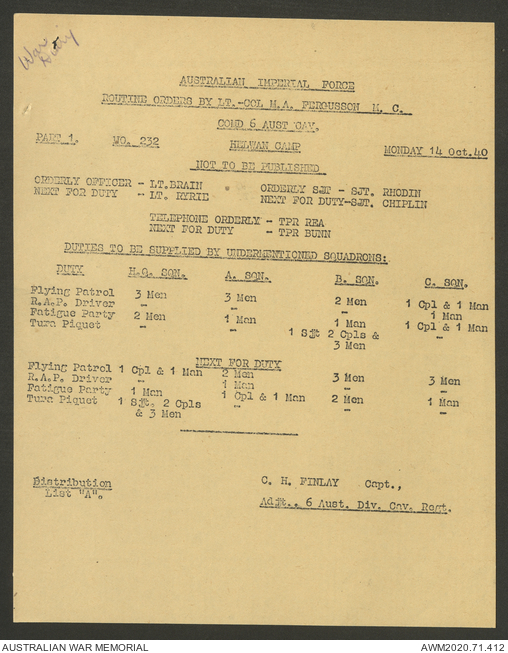 War
Diary
AUSTRALIAN IMPERIAL FORCE
ROUTINE ORDERS BY LT.-COL M.A. FERGUSSON M. C.
COMD 6 AUST CAV.
PART 1. NO. 232 HELWAN CAMP MONDAY 14 Oct.40
NOT TO BE PUBLISHED
ORDERLY OFFICER - LT.BRAIN ORDERLY SJT - SJT. RHODIN
NEXT FOR DUTY - LT. RYRIE NEXT FOR DUTY-SJT. CHIPLIN
TELEPHONE ORDERLY - TPR REA
NEXT FOR DUTY - TPR BUNN
DUTIES TO BE SUPPLIED BY UNDERMENTIONED SQUADRONS:
DUTY H.Q. SQN. A. SQN. B. SQN. C. SQN.
Flying Patrol 3 Men 3 Men 2 Men 1 Cpl & 1 Man
R.A.P. Driver - - - 1 Man
Fatigue Party 2 Men 1 Man 1 Man 1 Cpl & 1 Man
Tura Piquet - - 1 Sjt 2 Cpls & -
3 Men
NEXT FOR DUTY
Flying Patrol 1 Cpl & 1 Man 2 Men 3 Men 3 Men
R.A.P. Driver - 1 Man - -
Fatigue Party 1 Man 1 Cpl & 1 Man 2 Men 1 Man
Tura Piquet 1 Sjt. 2 Cpls - - -
& 3 Men
Distribution
List "A".
C. H. FINLAY Capt.,
Adjt., 6 Aust. Div. Cav. Regt.
AUSTRALIAN WAR MEMORIAL AWM2020.71.412